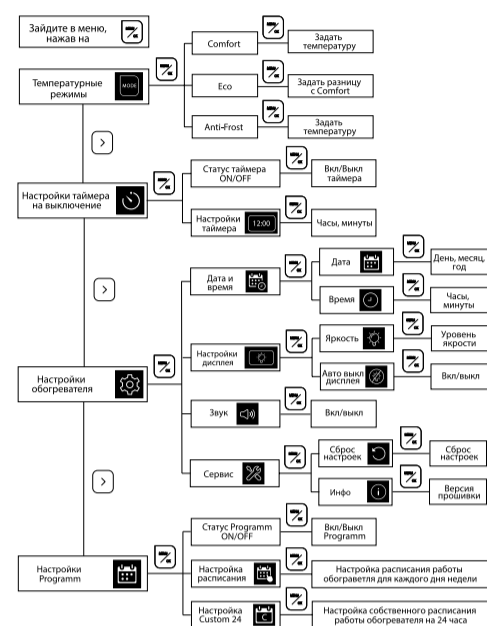 Зайдите в меню,
нажав на
Температурные
режимы
MODE
Comfort
Задать
температуру
Eco
Задать разницу
с Comfort
Anti-Frost
Задать
температуру
Настройки таймера
на выключение
Статус таймера
ON/OFF
Вкл/Выкл
таймера
Настройки
таймера
12:00
Часы, минуты
Настройки
обогревателя
Дата и
время
Дата
День, месяц,
год
Время
Часы,
минуты
Настройки
дисплея
Яркость
Уровень
якрости
Авто выкл
дисплея
Вкл/выкл
Звук
Вкл/выкл
Сервис
Сброс
настроек
Сброс
настроек
Инфо
Версия
прошивки
Настройки
Programm
Статус Programm
ON/OFF
Вкл/Выкл
Programm
Настройка
расписания
Настройка расписания работы
обограветля для каждого дня недели
Настройка
Custom 24
C
Настройка собственного расписания
работы обогревателя на 24 часа